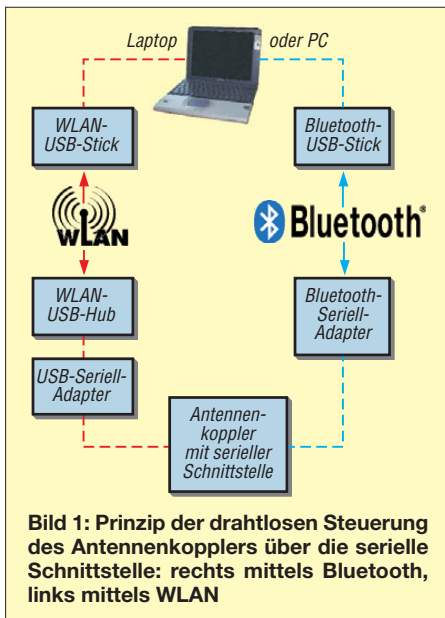 Laptop oder PC
WLAN-
USB-Stick
Bluetooth-
USB-Stick
WLAN
Bluetooth®
WLAN-
USB-Hub
Bluetooth-
Seriell-
Adapter
USB-Seriell-
Adapter
Antennen-
koppler
mit serieller
Schnittstelle
Bild 1: Prinzip der drahtlosen Steuerung
des Antennenkopplers über die serielle
Schnittstelle: rechts mittels Bluetooth,
links mittels WLAN